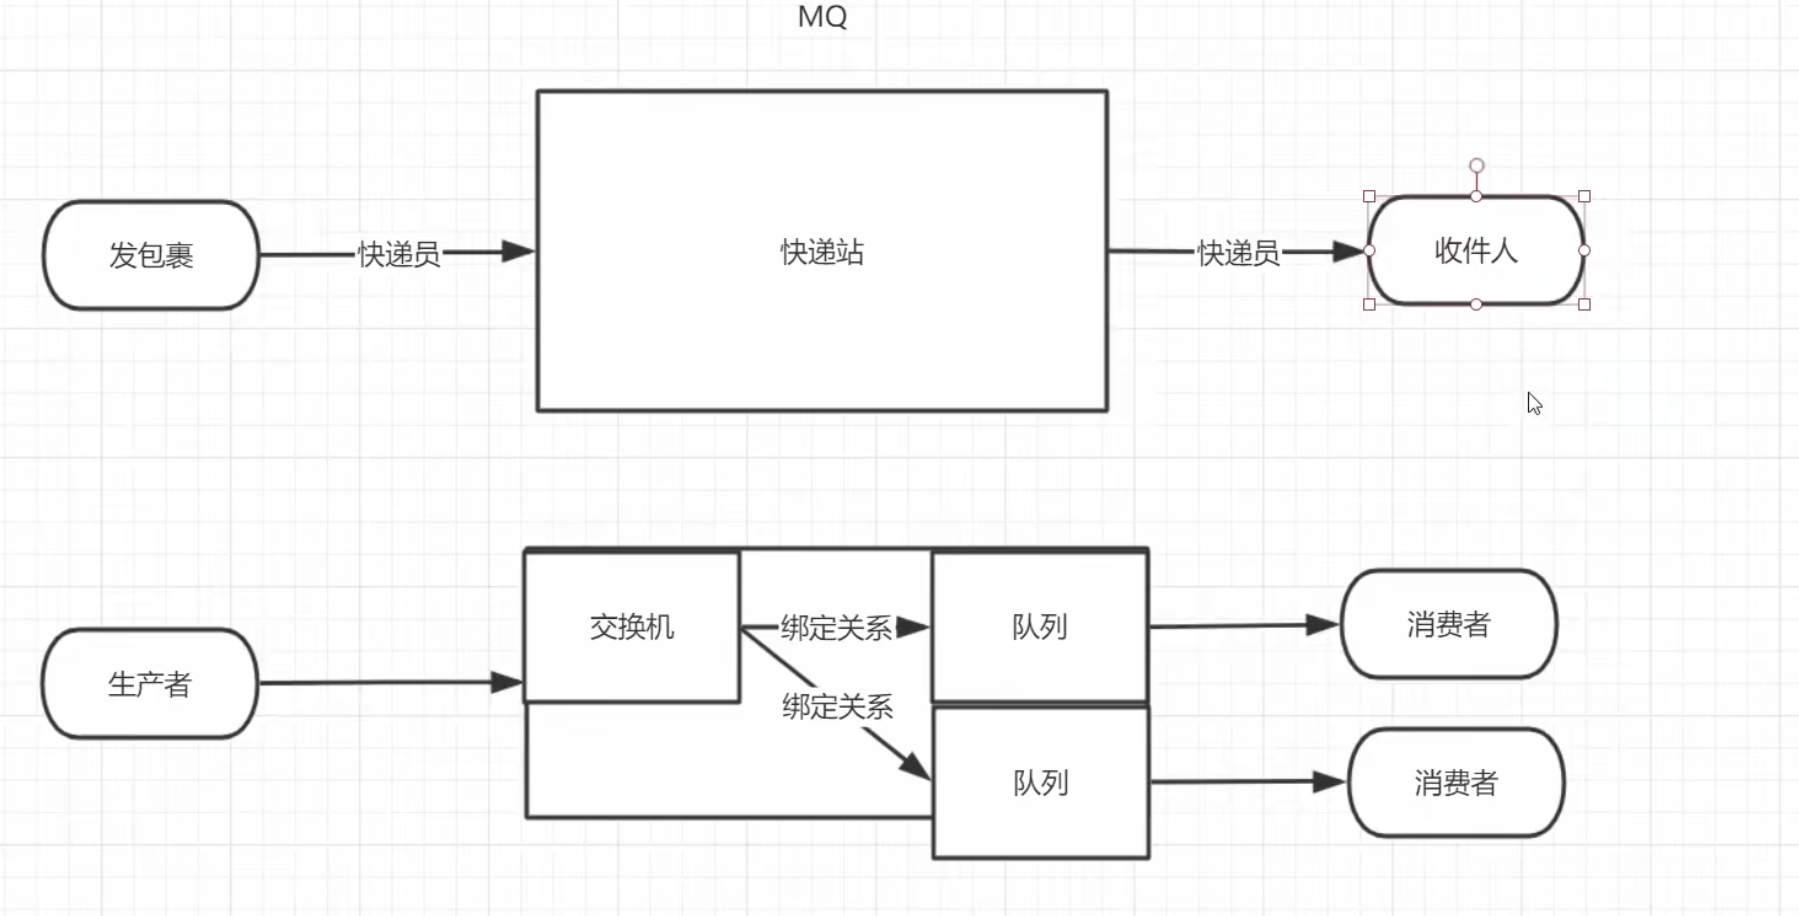 MQ
发包裹
快递员
快递站
快递员
收件人
生产者
交换机
绑定关系
绑定关系
队列
队列
消费者
消费者